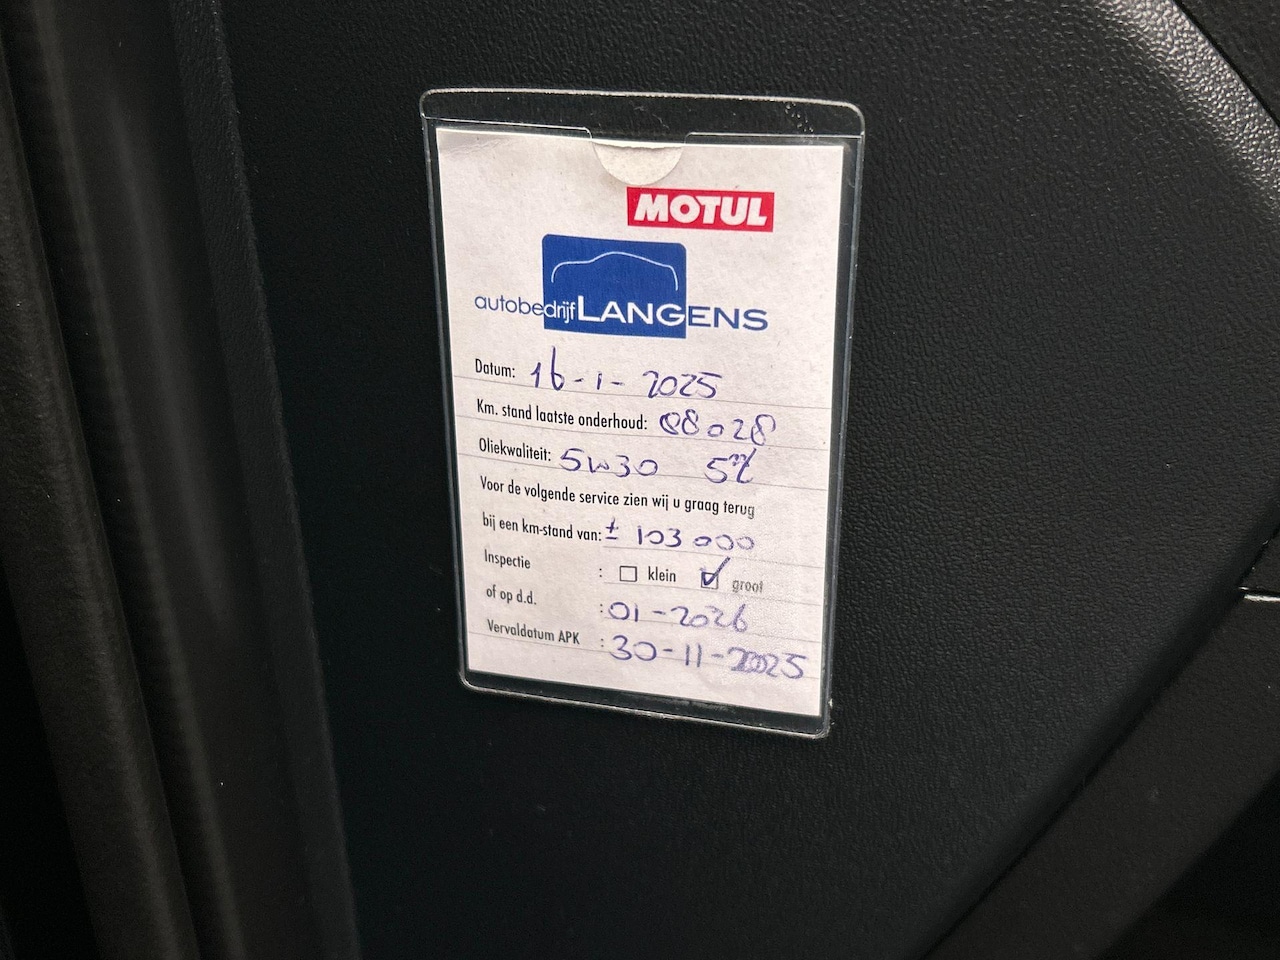 MOTUL
autobedrijf LANGENS
Datum: 16-1-2025
Km. stand laatste onderhoud: 88028
Oliekwaliteit: 5W30
Voor de volgende service zien wij u graag terug
bij een km-stand van: ± 103 000
Inspectie : klein groot
of op d.d. : 01-2026
Vervaldatum APK : 30-11-2025